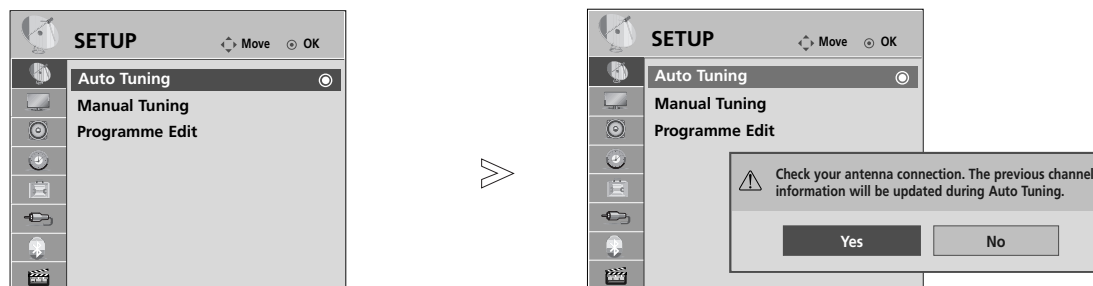 SETUP
Move OK
Auto Tuning
Manual Tuning
Programme Edit
SETUP
Move OK
Auto Tuning
Manual Tuning
Programme Edit
Check your antenna connection. The previous channel
information will be updated during Auto Tuning.
Yes No